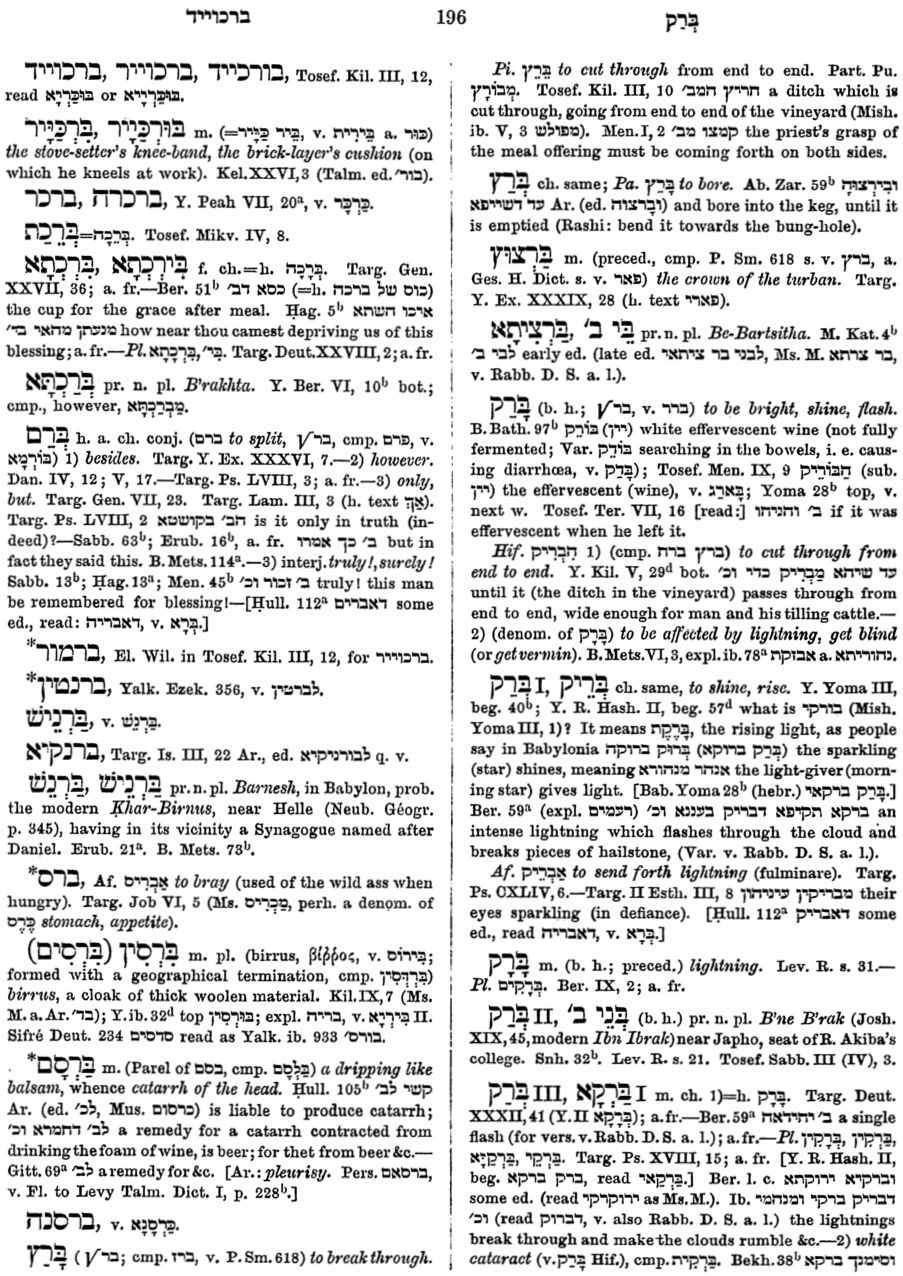 ברכוייד
196
בְּרַק
בורכייד, ברכוייר, ברכוייד, Tosef. Kil. III, 12,
read בּוּכַּרְיָיא or בּוּכַּרְיָא.
בּוּרְכְּיָיר, בְּרִכְּיָיר m. (=בֵּיר כַּיָּיר, v. בֵּירִית a. כּוּר)
the stove-setter's knee-band, the brick-layer's cushion (on
which he kneels at work). Kel.XXVI,3 (Talm. ed. בור׳).
ברכרה, ברכר, Y. Peah VII, 20ᵃ, v. כַּרְכָּר.
בְּרֵכַת=בְּרֵכָה. Tosef. Mikv. IV, 8.
בִּירְכְתָא, בִּרְכְּתָא f. ch.=h. בְּרָכָה. Targ. Gen.
XXVII, 36; a. fr.—Ber. 51ᵇ כסא דב׳ (=h. כוס של ברכה)
the cup for the grace after meal. Ḥag. 5ᵇ איכו השתא
מנעתן מהאי בי׳ how near thou camest depriving us of this
blessing; a. fr.—Pl. בִּי׳, בִּרְכָתָא. Targ. Deut. XXVIII, 2; a. fr.
בְּרַכְתָּא pr. n. pl. B'rakhta. Y. Ber. VI, 10ᵇ bot.;
cmp., however, מַבְרַכְתָּא.
בְּרַם h. a. ch. conj. (ברם to split, √בר, cmp. פרם, v.
בּוּרְמָא) 1) besides. Targ. Y. Ex. XXXVI, 7.—2) however.
Dan. IV, 12; V, 17.—Targ. Ps. LVIII, 3; a. fr.—3) only,
but. Targ. Gen. VII, 23. Targ. Lam. III, 3 (h. text אַךְ).
Targ. Ps. LVIII, 2 הב׳ בקושטא is it only in truth (in-
deed)?—Sabb. 63ᵇ; Erub. 16ᵇ, a. fr. ב׳ כך אמרו but in
fact they said this. B. Mets. 114ᵃ.—3) interj. truly!, surely!
Sabb. 13ᵇ; Ḥag. 13ᵃ; Men. 45ᵇ ב׳ זכור וכ׳ truly! this man
be remembered for blessing!—[Ḥull. 112ᵃ דאברים some
ed., read: דאבריה, v. בְּרָא.]
*ברמור, El. Wil. in Tosef. Kil. III, 12, for ברכוייר.
*ברנטין, Yalk. Ezek. 356, v. לברטין.
בַּרְנֵישׁ, v. בַּרְנֵשׁ.
ברנקיא, Targ. Is. III, 22 Ar., ed. לבורניקיא q. v.
בַּרְנֵישׁ, בַּרְנֵשׁ pr. n. pl. Barnesh, in Babylon, prob.
the modern Khar-Birnus, near Helle (Neub. Géogr.
p. 345), having in its vicinity a Synagogue named after
Daniel. Erub. 21ᵃ. B. Mets. 73ᵇ.
*ברס, Af. אַבְרֵיס to bray (used of the wild ass when
hungry). Targ. Job VI, 5 (Ms. מַכְרֵיס, perh. a denom. of
כְּרֵס stomach, appetite).
בִּרְסִין (בִּרְסִים) m. pl. (birrus, βίῤῥος, v. בִּירוֹס;
formed with a geographical termination, cmp. בַּרְדְּסִין)
birrus, a cloak of thick woolen material. Kil. IX, 7 (Ms.
M. a. Ar. בר׳); Y. ib. 32ᵈ top בּוּרְסִין; expl. בריה, v. בִּירְיָא II.
Sifré Deut. 234 סדסים read as Yalk. ib. 933 בורס׳.
*בַּרְסָם m. (Parel of בסם, cmp. בַּלְסָם) a dripping like
balsam, whence catarrh of the head. Ḥull. 105ᵇ קשי לב׳
Ar. (ed. לכ׳, Mus. כרסום) is liable to produce catarrh;
לב׳ דחמרא וכ׳ a remedy for a catarrh contracted from
drinking the foam of wine, is beer; for thet from beer &c.—
Gitt. 69ᵃ לב׳ a remedy for &c. [Ar.: pleurisy. Pers. ברסאם,
v. Fl. to Levy Talm. Dict. I, p. 228ᵇ.]
ברסנה, v. כַּרְסָנָא.
בָּרַץ (√בר; cmp. ברז, v. P. Sm. 618) to break through.
Pi. בֵּרֵץ to cut through from end to end. Part. Pu.
מְבוֹרָץ. Tosef. Kil. III, 10 חריץ המב׳ a ditch which is
cut through, going from end to end of the vineyard (Mish.
ib. V, 3 מפולש). Men. I, 2 קמצו מב׳ the priest's grasp of
the meal offering must be coming forth on both sides.
בְּרַץ ch. same; Pa. בָּרֵץ to bore. Ab. Zar. 59ᵇ ובירצוה
עד דשייפא Ar. (ed. וברצוה) and bore into the keg, until it
is emptied (Rashi: bend it towards the bung-hole).
בַּרְצוּץ m. (preced., cmp. P. Sm. 618 s. v. ברץ, a.
Ges. H. Dict. s. v. פאר) the crown of the turban. Targ.
Y. Ex. XXXIX, 28 (h. text פארי).
בֵּי ב׳, בַּרְצִיתָא pr. n. pl. Be-Bartsitha. M. Kat. 4ᵇ
לבי ב׳ early ed. (late ed. לבני בר ציתאי, Ms. M. בר צרתא,
v. Rabb. D. S. a. l.).
בָּרַק (b. h.; √בר, v. ברר) to be bright, shine, flash.
B. Bath. 97ᵇ בּוֹרֵק (יין) white effervescent wine (not fully
fermented; Var. בּוֹדֵק searching in the bowels, i. e. caus-
ing diarrhœa, v. בָּדַק); Tosef. Men. IX, 9 הבורייק (sub.
יין) the effervescent (wine), v. בָּארֶג; Yoma 28ᵇ top, v.
next w. Tosef. Ter. VII, 16 [read:] ב׳ והניחו if it was
effervescent when he left it.
Hif. הִבְרִיק 1) (cmp. ברץ ברח) to cut through from
end to end. Y. Kil. V, 29ᵈ bot. עד שיהא מַבְרִיק כדי וכ׳
until it (the ditch in the vineyard) passes through from
end to end, wide enough for man and his tilling cattle.—
2) (denom. of בָּרָק) to be affected by lightning, get blind
(or get vermin). B. Mets. VI, 3, expl. ib. 78ᵃ אבזקת a. נהוריתא.
בְּרַק I, בְּרֵיק ch. same, to shine, rise. Y. Yoma III,
beg. 40ᵇ; Y. R. Hash. II, beg. 57ᵈ what is בורקי (Mish.
Yoma III, 1)? It means בָּרֶקֶת, the rising light, as people
say in Babylonia בְּרוּק ברוקה (בְּרַק ברוקא) the sparkling
(star) shines, meaning אנהר מנהורא the light-giver (morn-
ing star) gives light. [Bab. Yoma 28ᵇ (hebr.) בָּרַק ברקאי.]
Ber. 59ᵃ (expl. רעמים) ברקא תקיפא דבריק בעננא וכ׳ an
intense lightning which flashes through the cloud and
breaks pieces of hailstone, (Var. v. Rabb. D. S. a. l.).
Af. אַבְרֵיק to send forth lightning (fulminare). Targ.
Ps. CXLIV, 6.—Targ. II Esth. III, 8 מבריקין עיניהון their
eyes sparkling (in defiance). [Ḥull. 112ᵃ דאבריק some
ed., read דאבריה, v. בְּרָא.]
בָּרָק m. (b. h.; preced.) lightning. Lev. R. s. 31.—
Pl. בְּרָקִים. Ber. IX, 2; a. fr.
בְּרַק II, בְּנֵי ב׳ (b. h.) pr. n. pl. B'ne B'rak (Josh.
XIX, 45, modern Ibn Ibrak) near Japho, seat of R. Akiba's
college. Snh. 32ᵇ. Lev. R. s. 21. Tosef. Sabb. III (IV), 3.
בְּרַק III, בַּרְקָא I m. ch. 1)=h. בָּרָק. Targ. Deut.
XXXII, 41 (Y. II בַּרְקָא); a. fr.—Ber. 59ᵃ ב׳ יחידאה a single
flash (for vers. v. Rabb. D. S. a. l.); a. fr.—Pl. בַּרְקִין, בָּרָקִין,
בַּרְקֵי, בַּרְקַיָּא. Targ. Ps. XVIII, 15; a. fr. [Y. R. Hash. II,
beg. ברק ברקא, read בַּרְקָאֵי.] Ber. l. c. וברקיא ירוקתא
some ed. (read ירוקרקי as Ms. M.). Ib. דבריק ברקי ומנהמי
וכ׳ (read דברוק, v. also Rabb. D. S. a. l.) the lightnings
break through and make the clouds rumble &c.—2) white
cataract (v. בָּרַק Hif.), cmp. בַּרְקִית. Bekh. 38ᵇ וסימנך ברקא